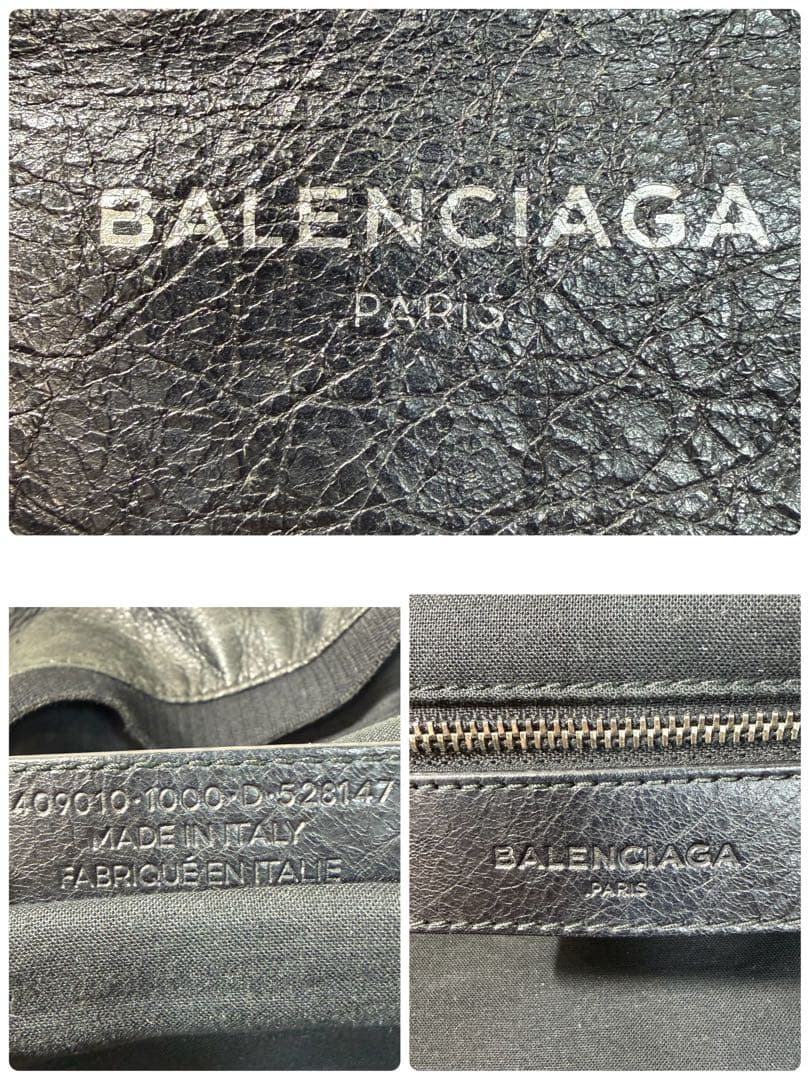 BALENCIAGA
PARIS
409010·1000·D·528147
MADE IN ITALY
FABRIQUÉ EN ITALIE
BALENCIAGA
PARIS